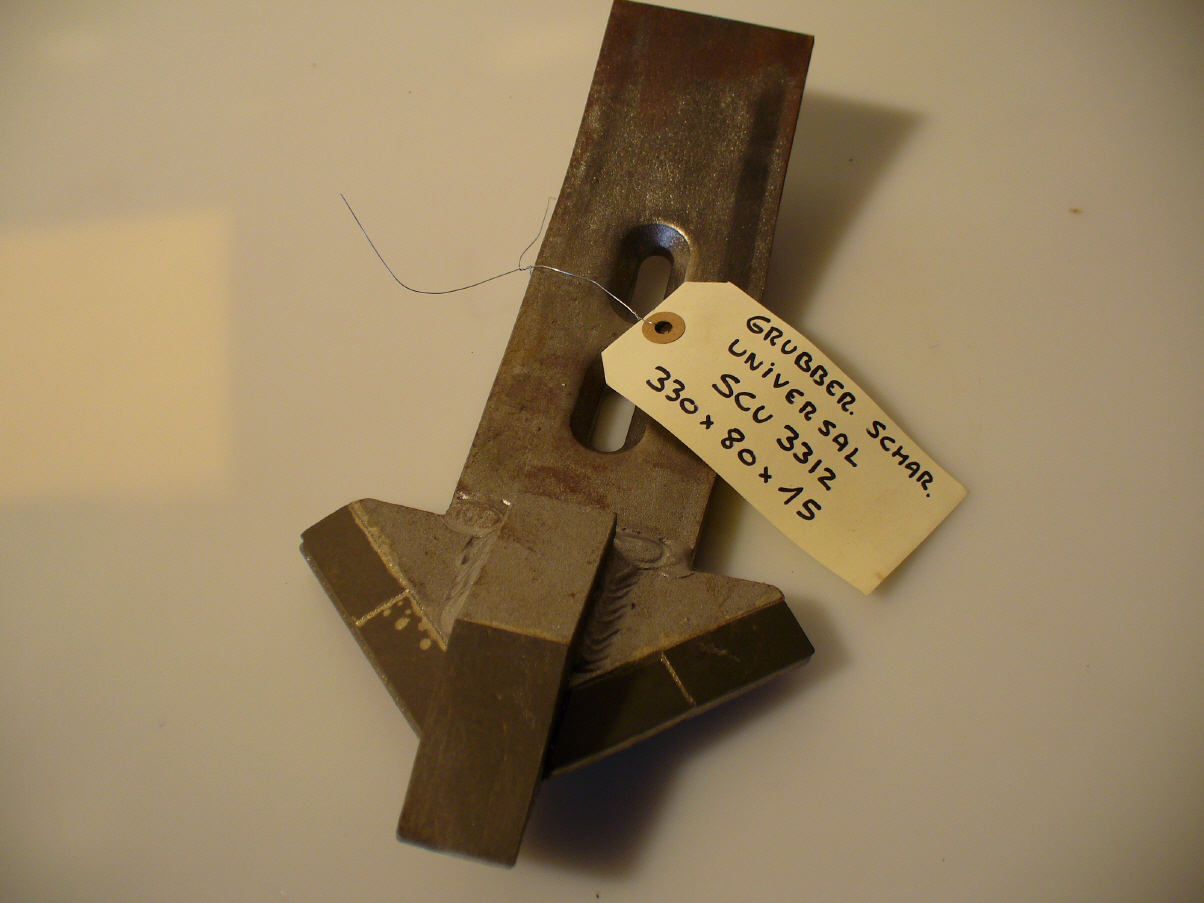 GRUBBER. SCHAR.
UNiVERSAL
SCU 3312
330 x 80 x 15